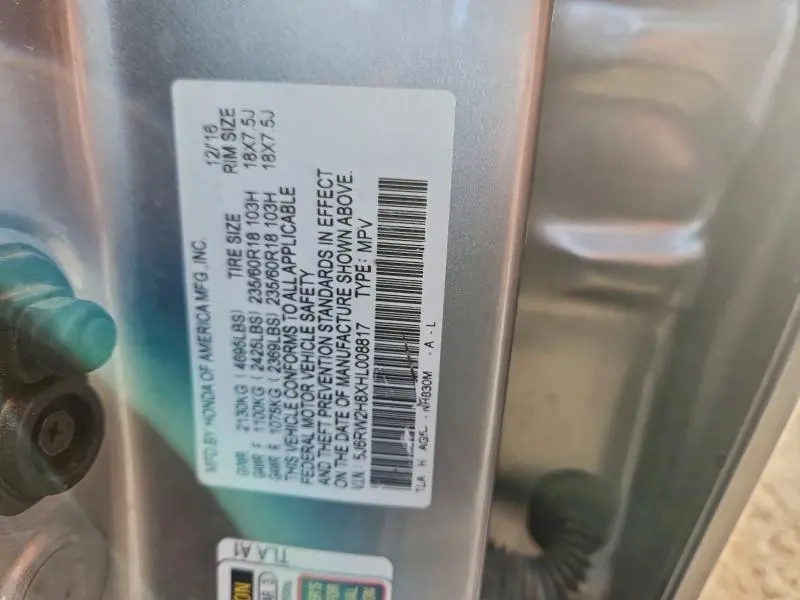 MFD.BY HONDA OF AMERICA MFG., INC. 12/16
TIRE SIZE RIM SIZE
GVWR 2130KG ( 4695LBS)
GAWR F 1100KG ( 2425LBS) 235/60R18 103H 18X7.5J
GAWR R 1075KG ( 2369LBS) 235/60R18 103H 18X7.5J
THIS VEHICLE CONFORMS TO ALL APPLICABLE
FEDERAL MOTOR VEHICLE SAFETY
AND THEFT PREVENTION STANDARDS IN EFFECT
ON THE DATE OF MANUFACTURE SHOWN ABOVE.
V.I.N.: 5J6RW2H8XHL008817 TYPE: MPV
TLA H AG5 - NH830M - A - L
TLA A1